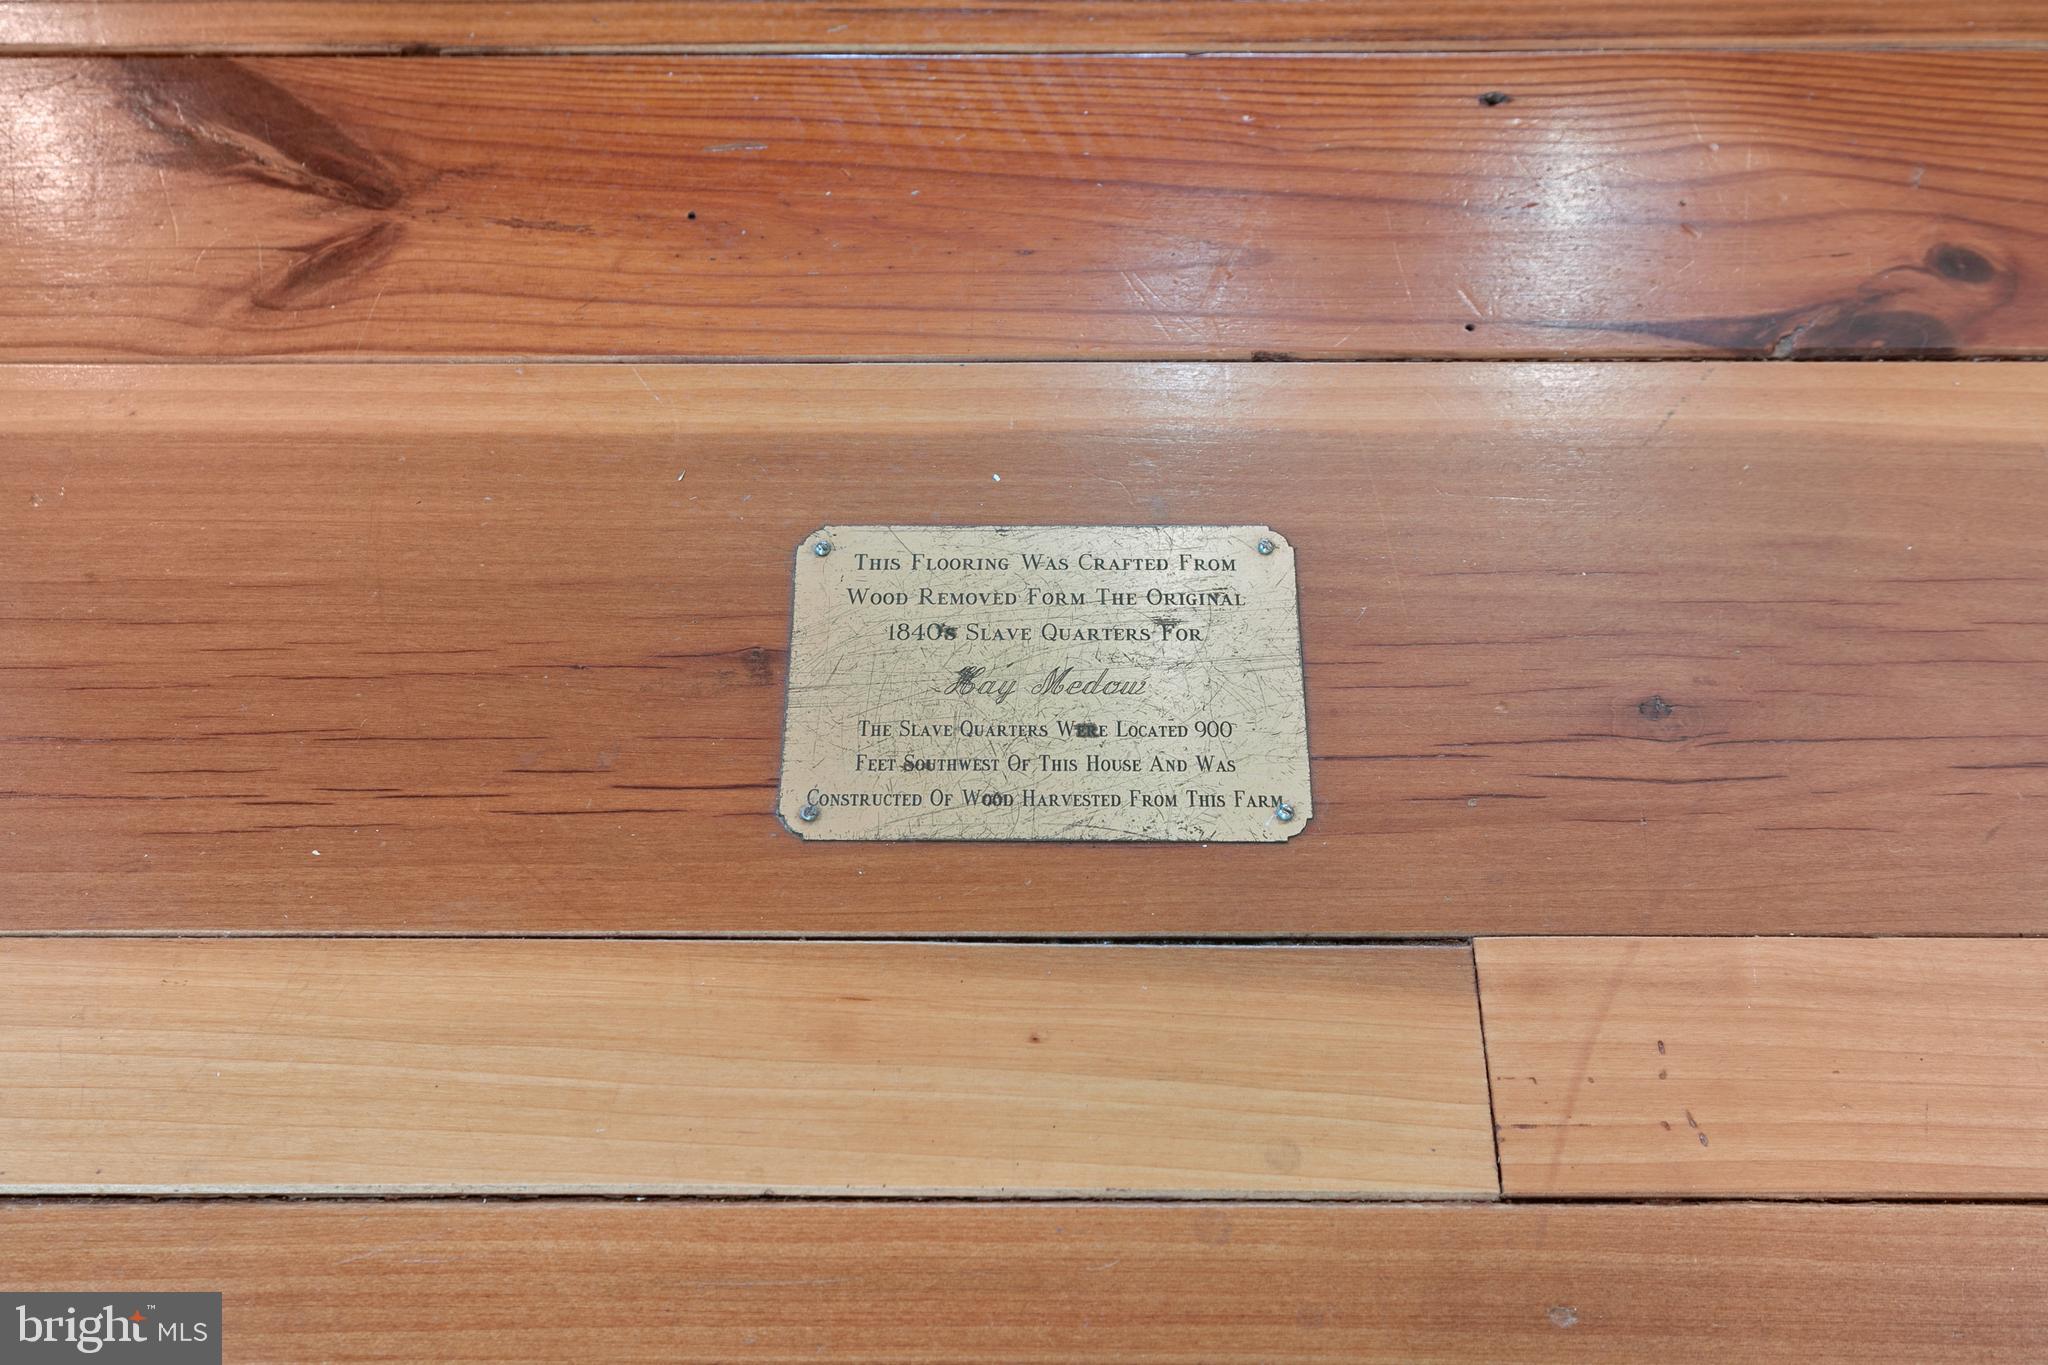 This Flooring Was Crafted From
Wood Removed Form The Original
1840's Slave Quarters For
Hay Medow
The Slave Quarters Were Located 900
Feet Southwest Of This House And Was
Constructed Of Wood Harvested From This Farm
bright™ MLS